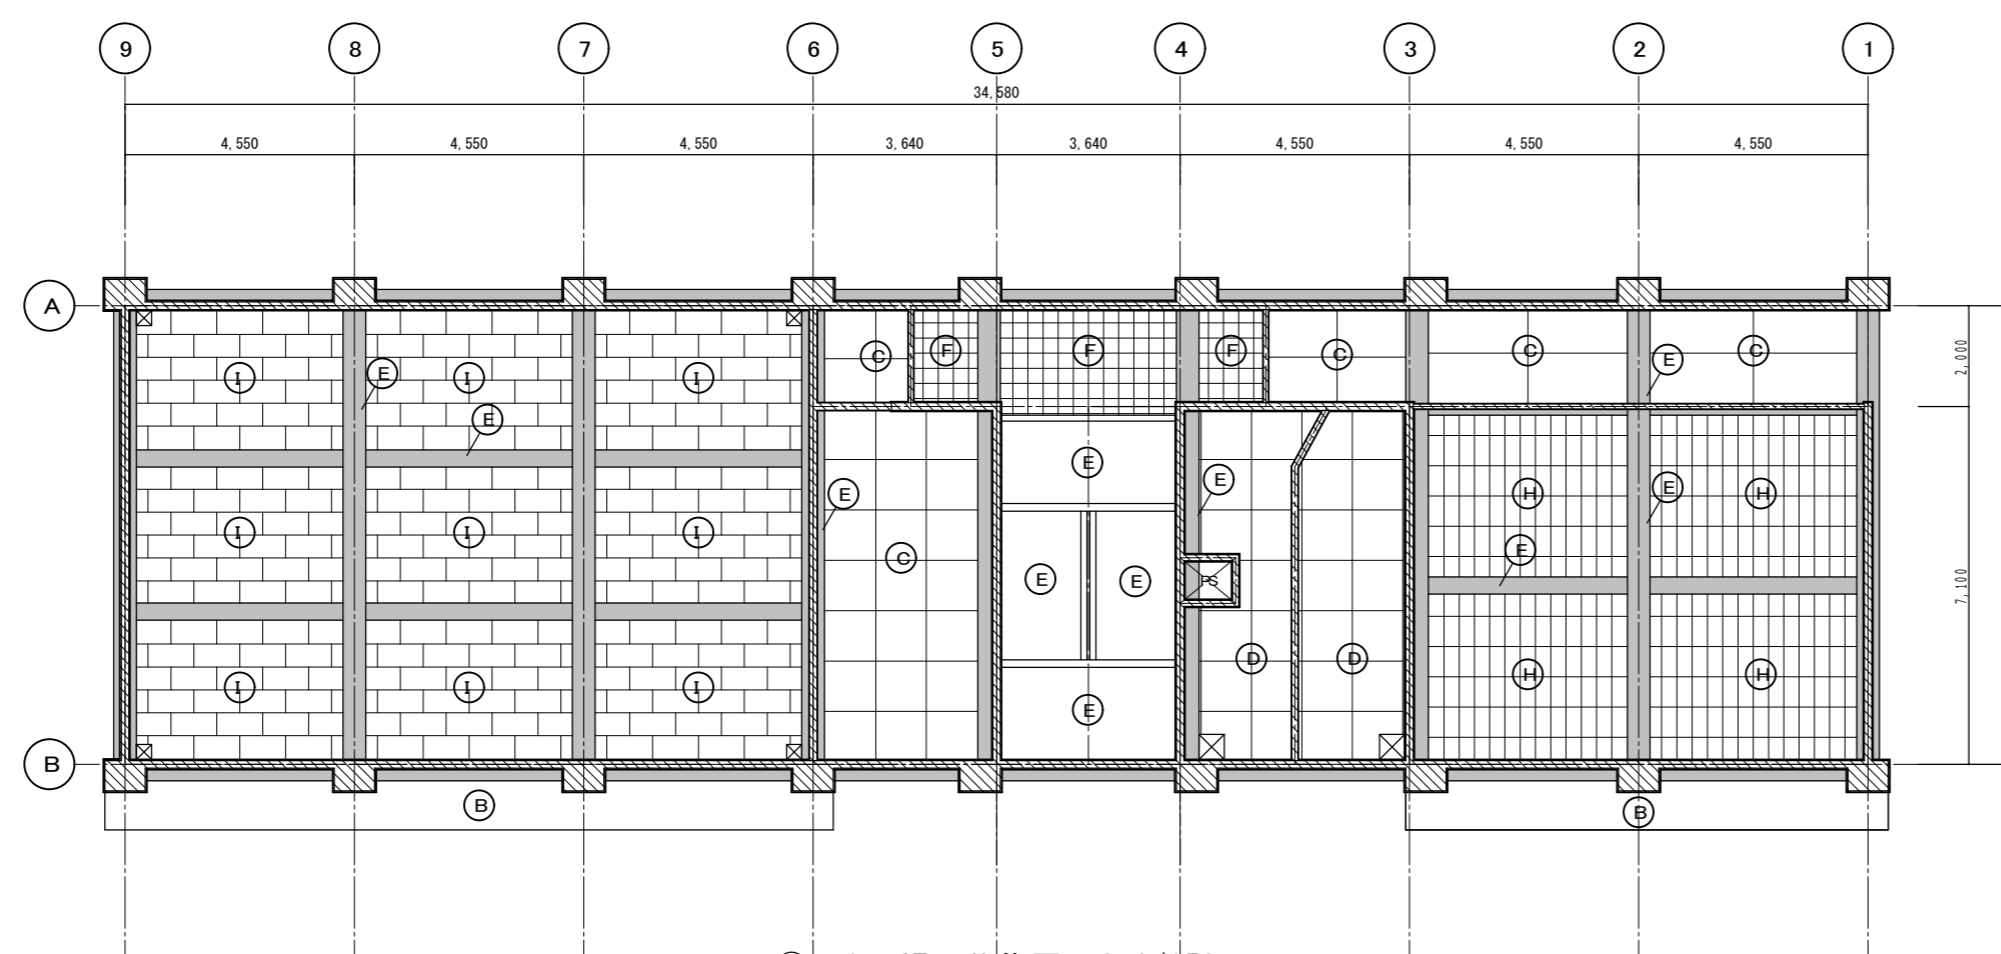 9 8 7 6 5 4 3 2 1
34,580
4,550 4,550 4,550 3,640 3,640 4,550 4,550 4,550
A
C F F F C C E C
I E I I
E
2,000
E E E H E H
I I I E
C E E PS
7,100
D D
I I I H H
E
B
B B